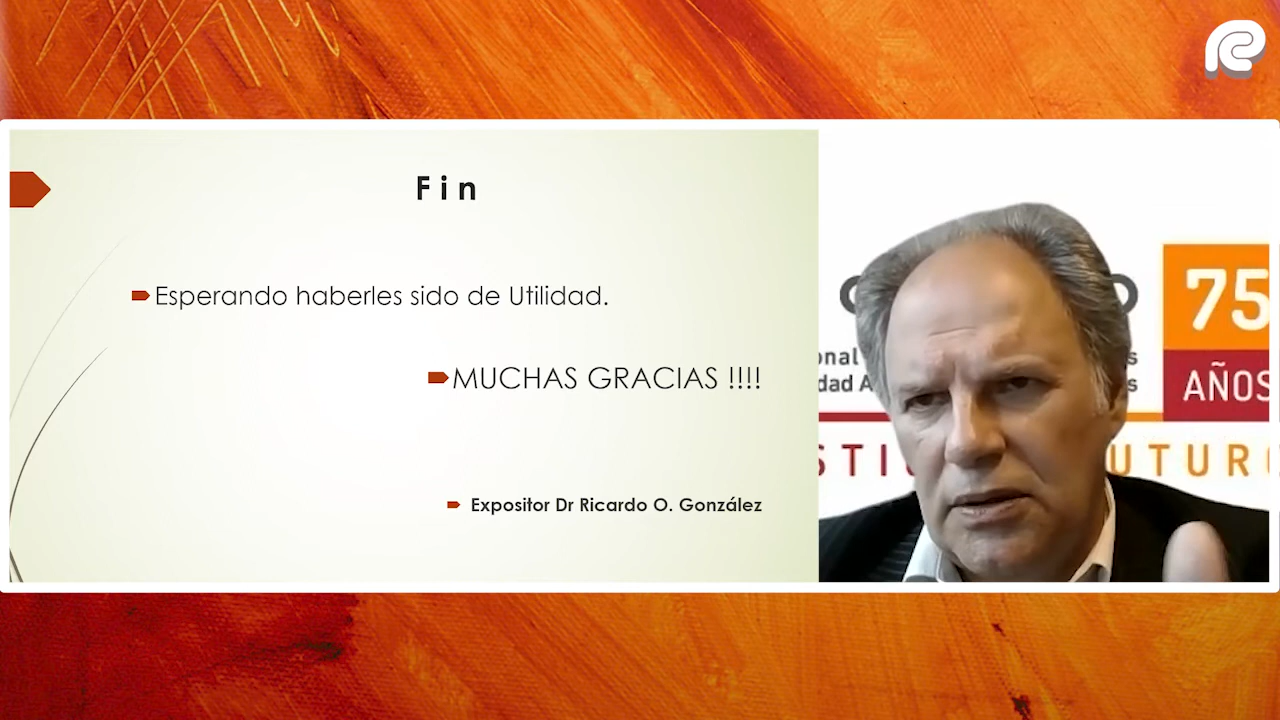 Fin
Esperando haberles sido de Utilidad.
MUCHAS GRACIAS !!!!
Expositor Dr Ricardo O. González
75
AÑOS